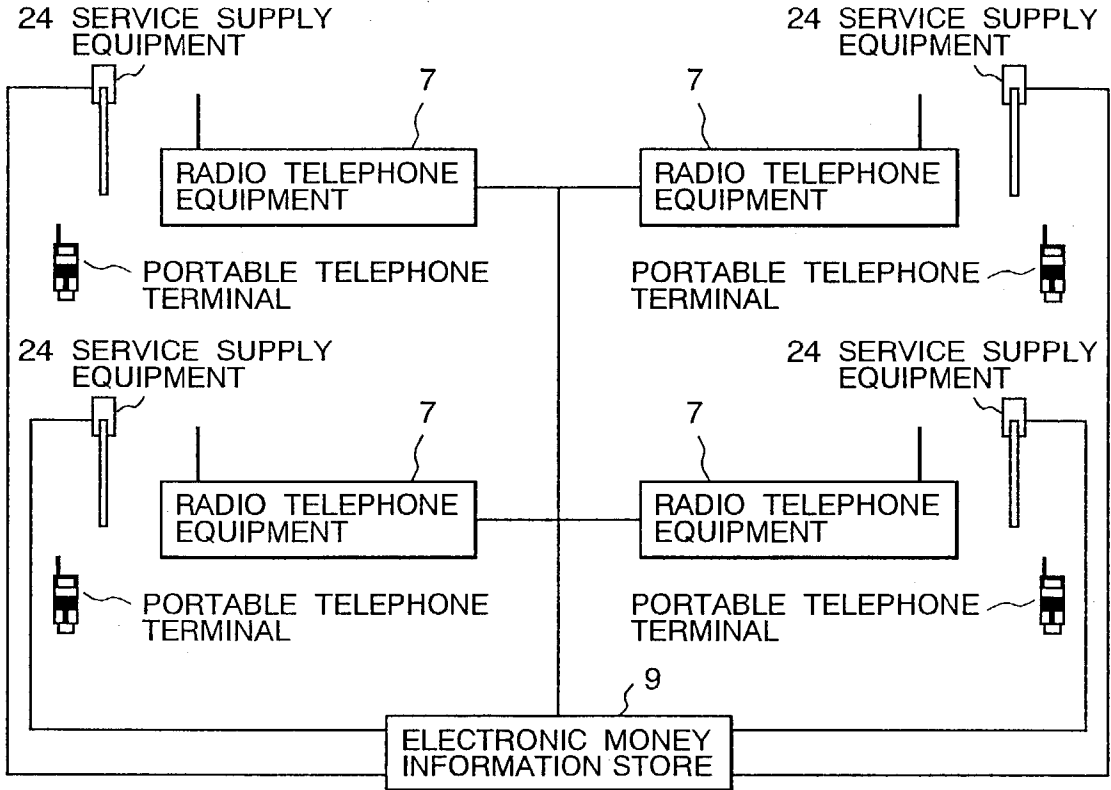 24 SERVICE SUPPLY
EQUIPMENT
24 SERVICE SUPPLY
EQUIPMENT
7
7
RADIO TELEPHONE
EQUIPMENT
RADIO TELEPHONE
EQUIPMENT
PORTABLE TELEPHONE
TERMINAL
PORTABLE TELEPHONE
TERMINAL
24 SERVICE SUPPLY
EQUIPMENT
24 SERVICE SUPPLY
EQUIPMENT
7
7
RADIO TELEPHONE
EQUIPMENT
RADIO TELEPHONE
EQUIPMENT
PORTABLE TELEPHONE
TERMINAL
PORTABLE TELEPHONE
TERMINAL
9
ELECTRONIC MONEY
INFORMATION STORE